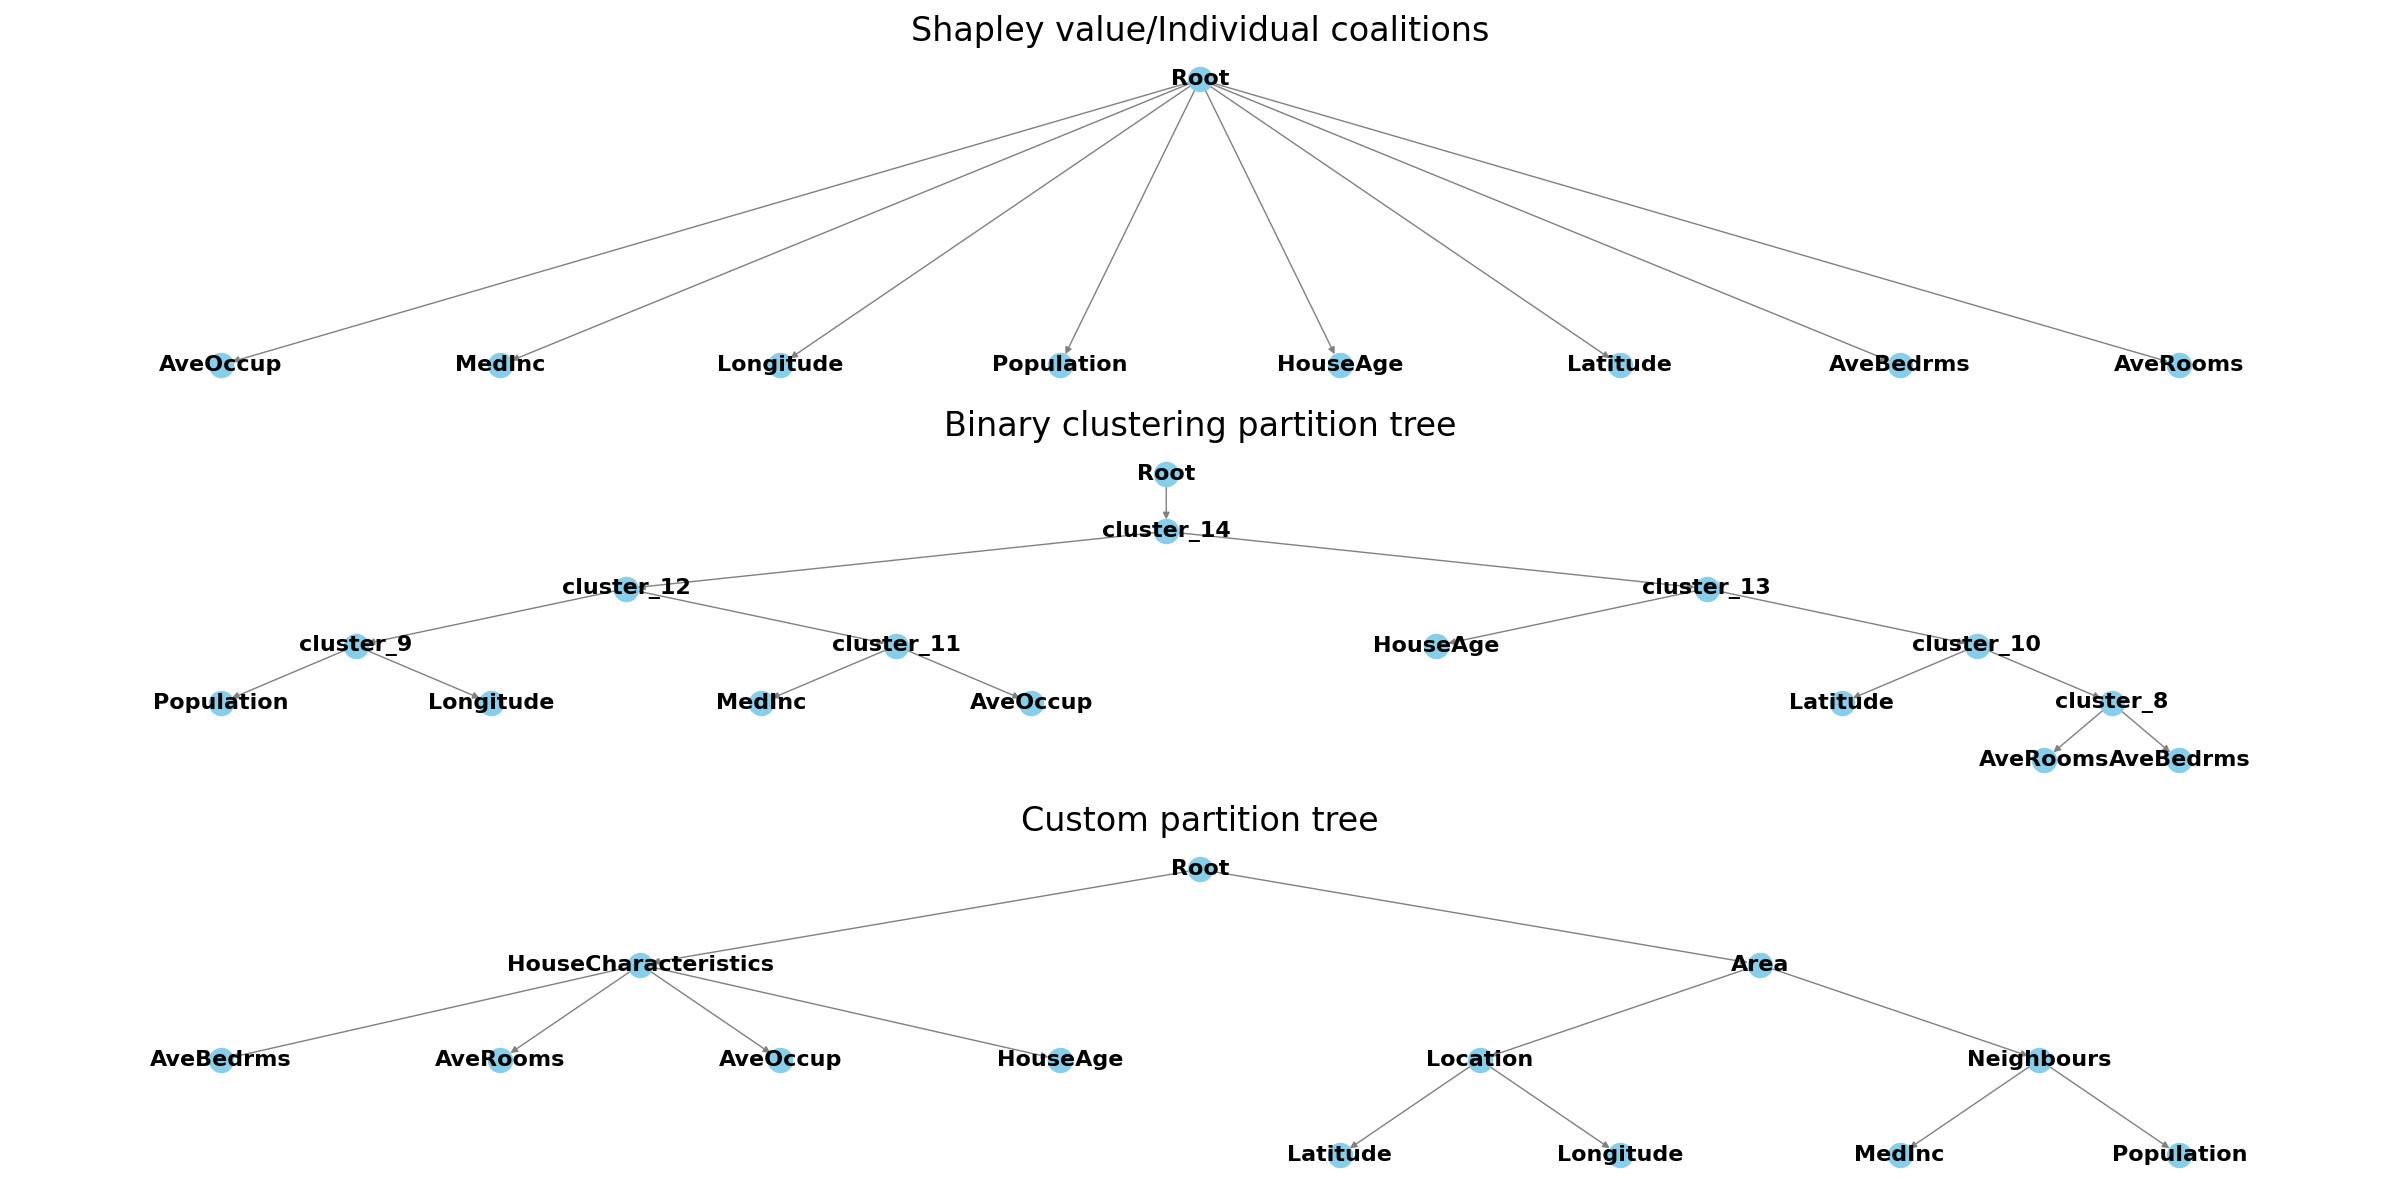 Shapley value/Individual coalitions
Root
AveOccup MedInc Longitude Population HouseAge Latitude AveBedrms AveRooms
Binary clustering partition tree
Root
cluster_14
cluster_12 cluster_13
cluster_9 cluster_11 HouseAge cluster_10
Population Longitude MedInc AveOccup Latitude cluster_8
AveRooms AveBedrms
Custom partition tree
Root
HouseCharacteristics Area
AveBedrms AveRooms AveOccup HouseAge Location Neighbours
Latitude Longitude MedInc Population